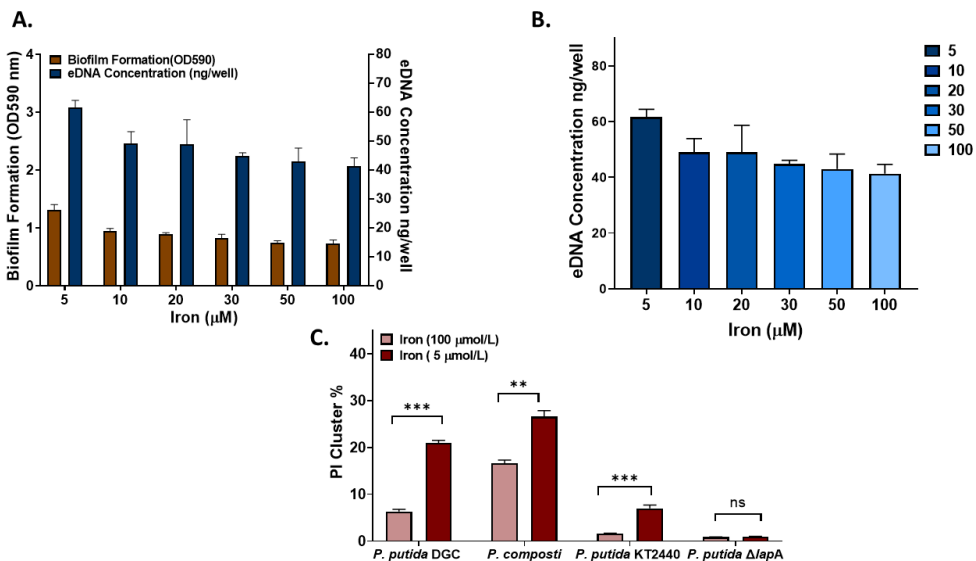 A.
Biofilm Formation(OD590)
eDNA Concentration (ng/well)
Biofilm Formation (OD590 nm)
4
3
2
1
0
80
70
60
50
40
30
20
10
0
eDNA Concentration ng/well
5 10 20 30 50 100
Iron (μM)
B.
eDNA Concentration ng/well
80
60
40
20
0
5 10 20 30 50 100
Iron (μM)
5
10
20
30
50
100
C.
Iron (100 μmol/L)
Iron ( 5 μmol/L)
PI Cluster %
40
30
20
10
0
*** ** *** ns
P. putida DGC P. composti P. putida KT2440 P. putida ΔlapA